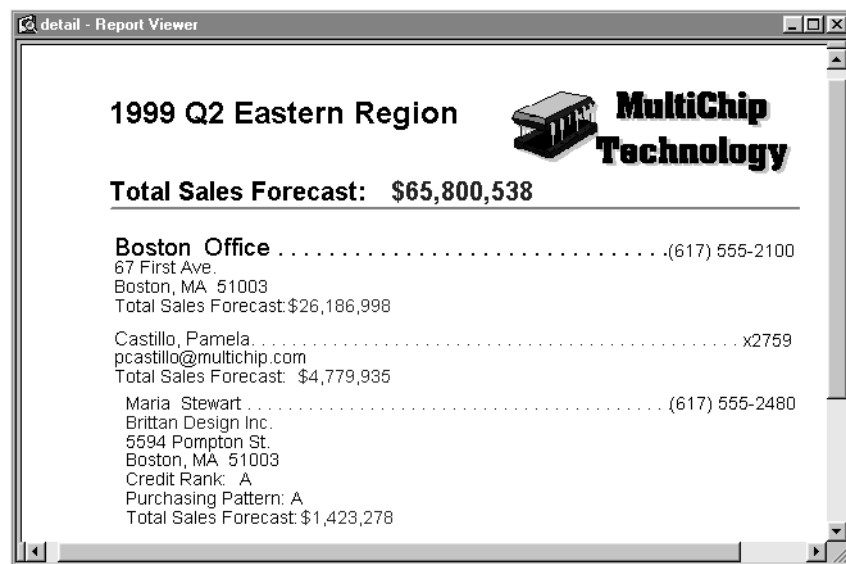 detail - Report Viewer
1999 Q2 Eastern Region
MultiChip
Technology
Total Sales Forecast: $65,800,538
Boston Office . . . . . . . . . . . . . . . . . . . . . . . . . . . . . . . (617) 555-2100
67 First Ave.
Boston, MA 51003
Total Sales Forecast: $26,186,998
Castillo, Pamela. . . . . . . . . . . . . . . . . . . . . . . . . . . . . . . . . . . . . . . . x2759
pcastillo@multichip.com
Total Sales Forecast: $4,779,935
Maria Stewart . . . . . . . . . . . . . . . . . . . . . . . . . . . . . . . . . . (617) 555-2480
Brittan Design Inc.
5594 Pompton St.
Boston, MA 51003
Credit Rank: A
Purchasing Pattern: A
Total Sales Forecast: $1,423,278